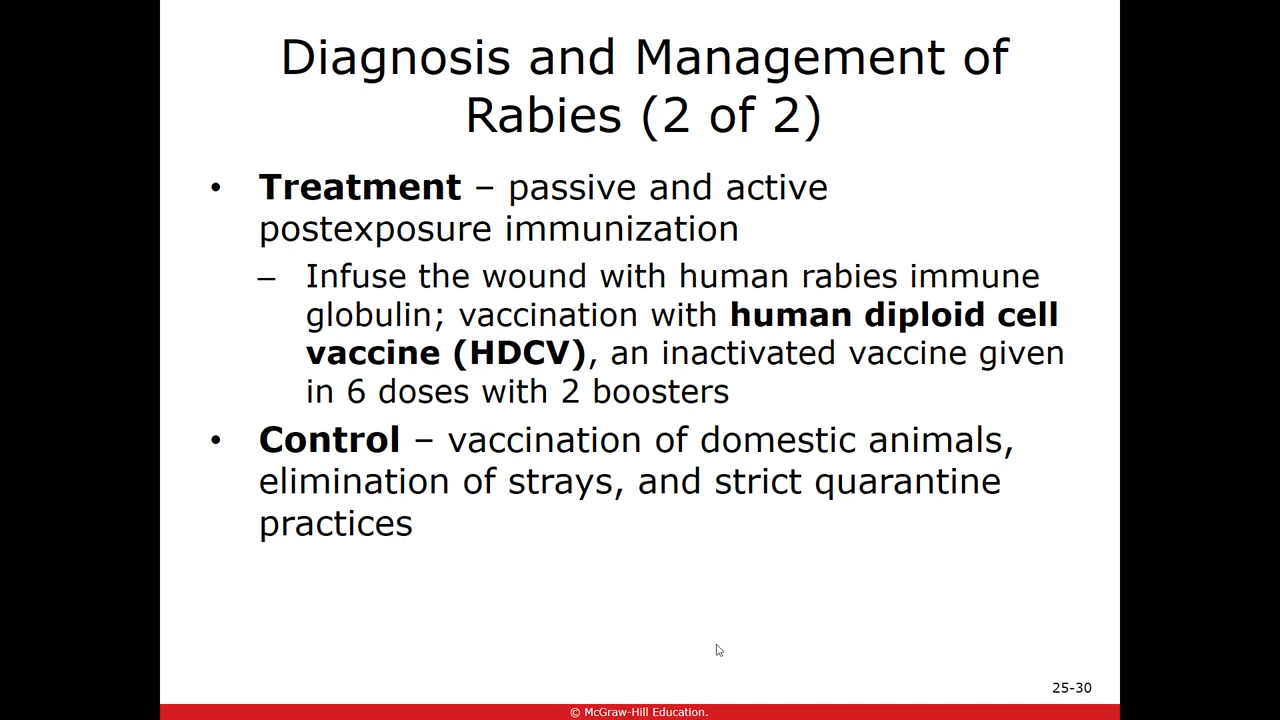 Diagnosis and Management of
Rabies (2 of 2)
• Treatment – passive and active
postexposure immunization
– Infuse the wound with human rabies immune
globulin; vaccination with human diploid cell
vaccine (HDCV), an inactivated vaccine given
in 6 doses with 2 boosters
• Control – vaccination of domestic animals,
elimination of strays, and strict quarantine
practices
25-30
© McGraw-Hill Education.